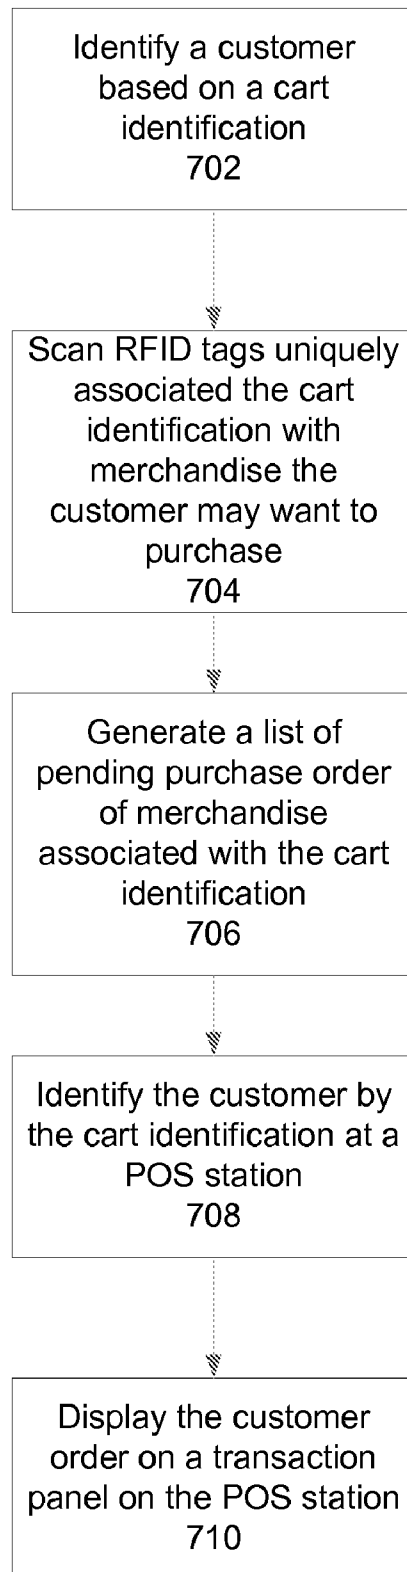 Identify a customer
based on a cart
identification
702
Scan RFID tags uniquely
associated the cart
identification with
merchandise the
customer may want to
purchase
704
Generate a list of
pending purchase order
of merchandise
associated with the cart
identification
706
Identify the customer by
the cart identification at a
POS station
708
Display the customer
order on a transaction
panel on the POS station
710